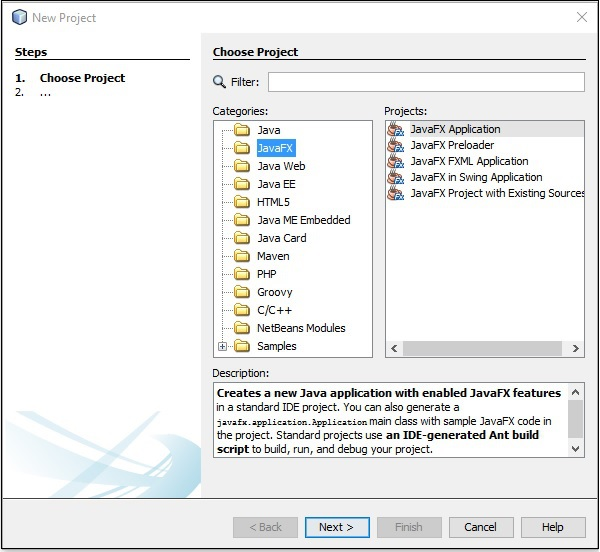 New Project
Steps
1. Choose Project
2. ...
Choose Project
Filter:
Categories:
Java
JavaFX
Java Web
Java EE
HTML5
Java ME Embedded
Java Card
Maven
PHP
Groovy
C/C++
NetBeans Modules
Samples
Projects:
JavaFX Application
JavaFX Preloader
JavaFX FXML Application
JavaFX in Swing Application
JavaFX Project with Existing Sources
Description:
Creates a new Java application with enabled JavaFX features
in a standard IDE project. You can also generate a
javafx.application.Application main class with sample JavaFX code in
the project. Standard projects use an IDE-generated Ant build
script to build, run, and debug your project.
< Back
Next >
Finish
Cancel
Help